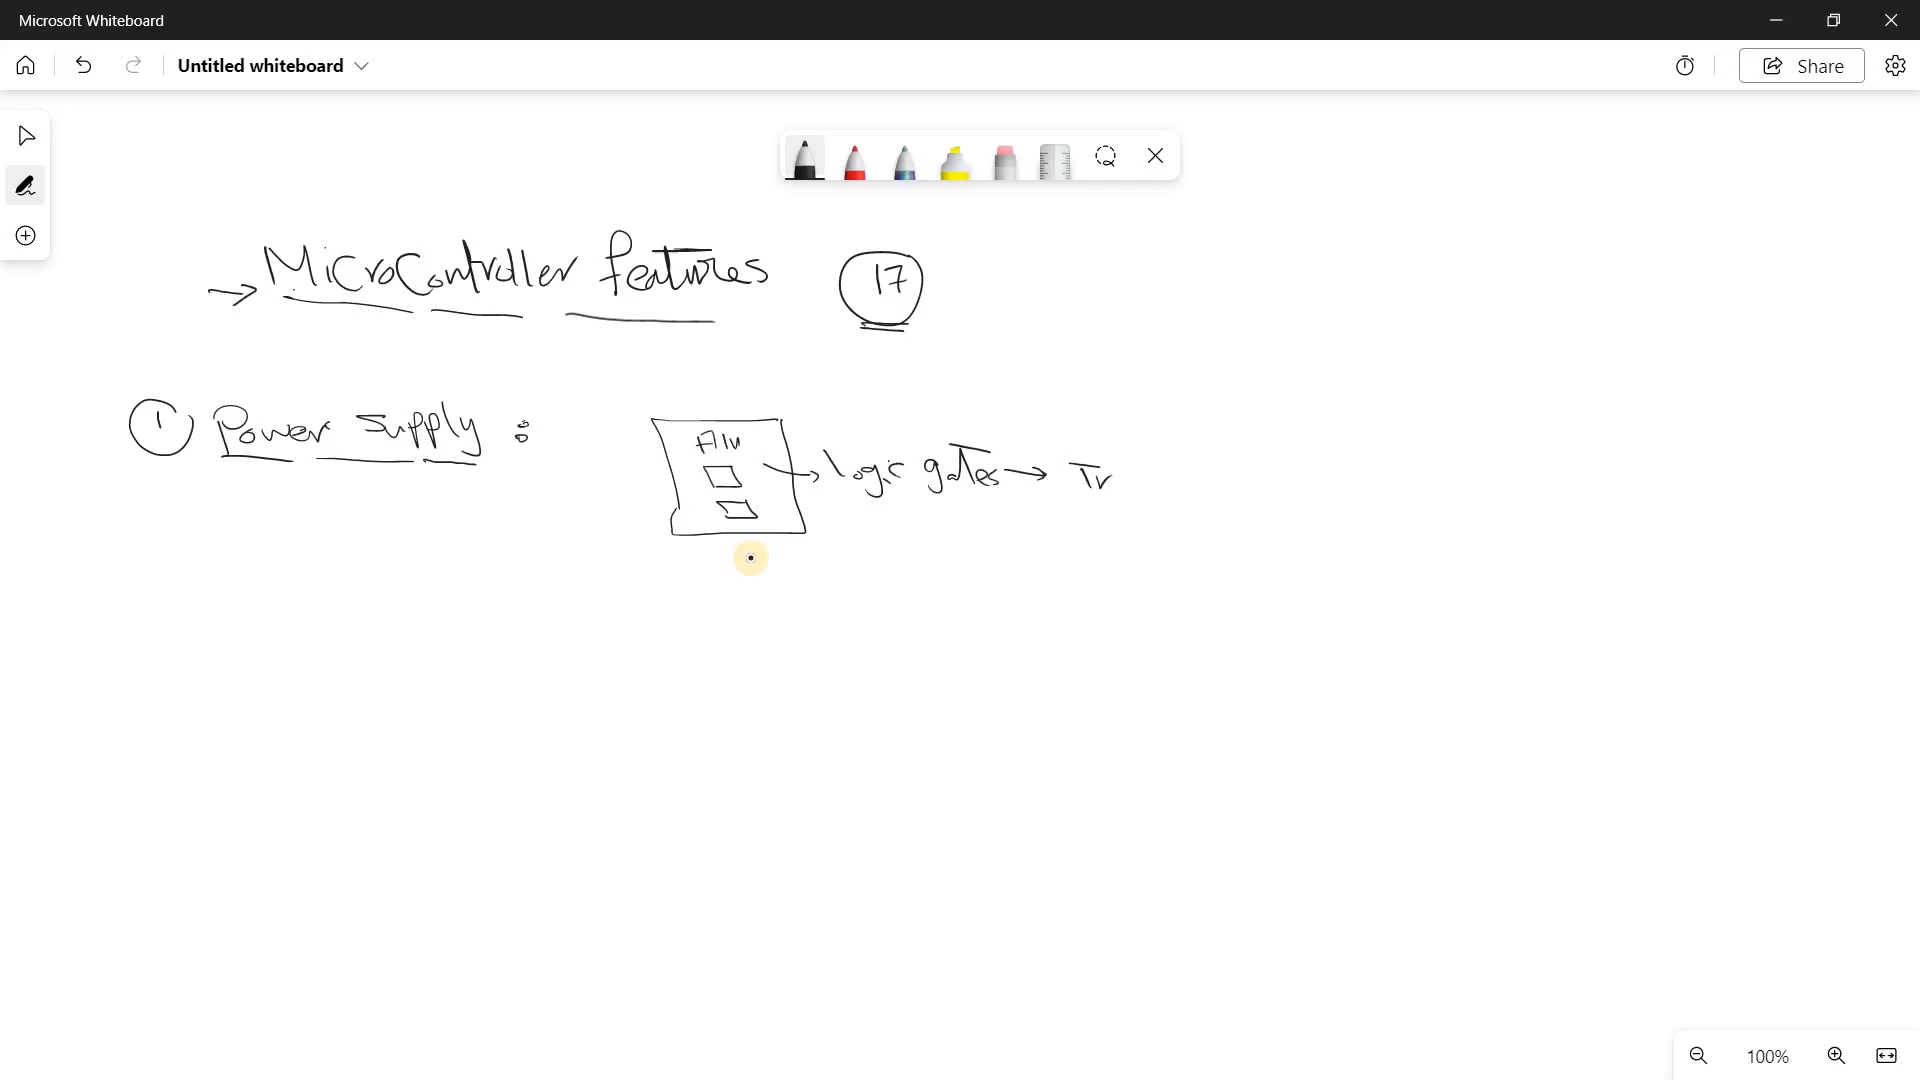 Microsoft Whiteboard
Untitled whiteboard
Share
MicroController features 17
1 Power Supply :
Alu
logic gates → Tr
100%